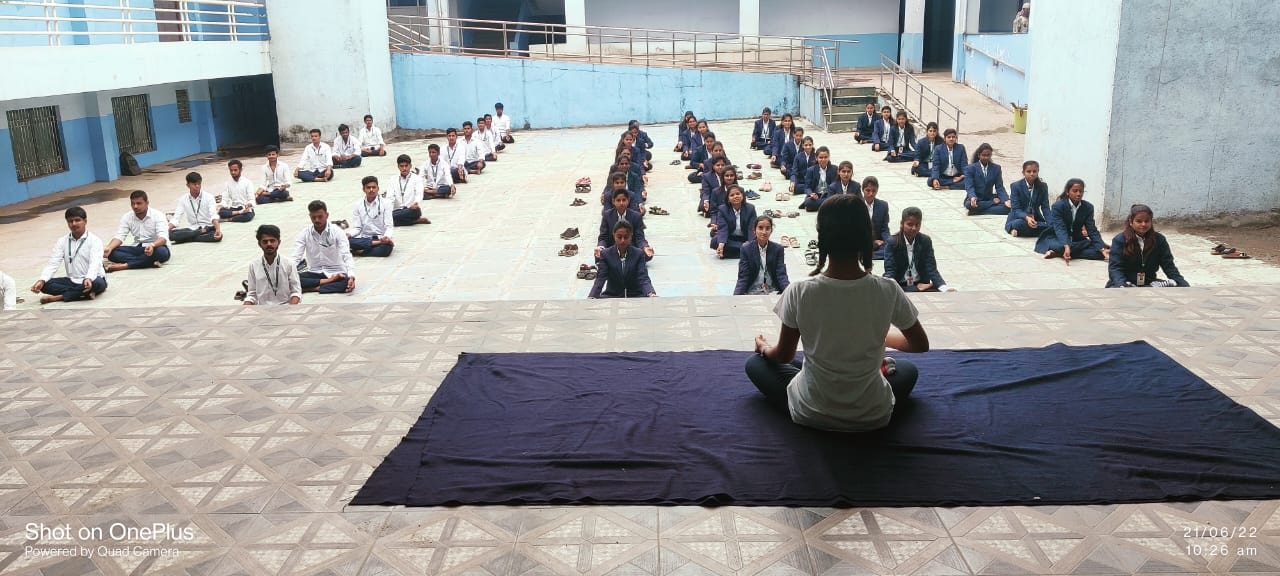 Shot on OnePlus
Powered by Quad Camera
21/06/22
10:26 am